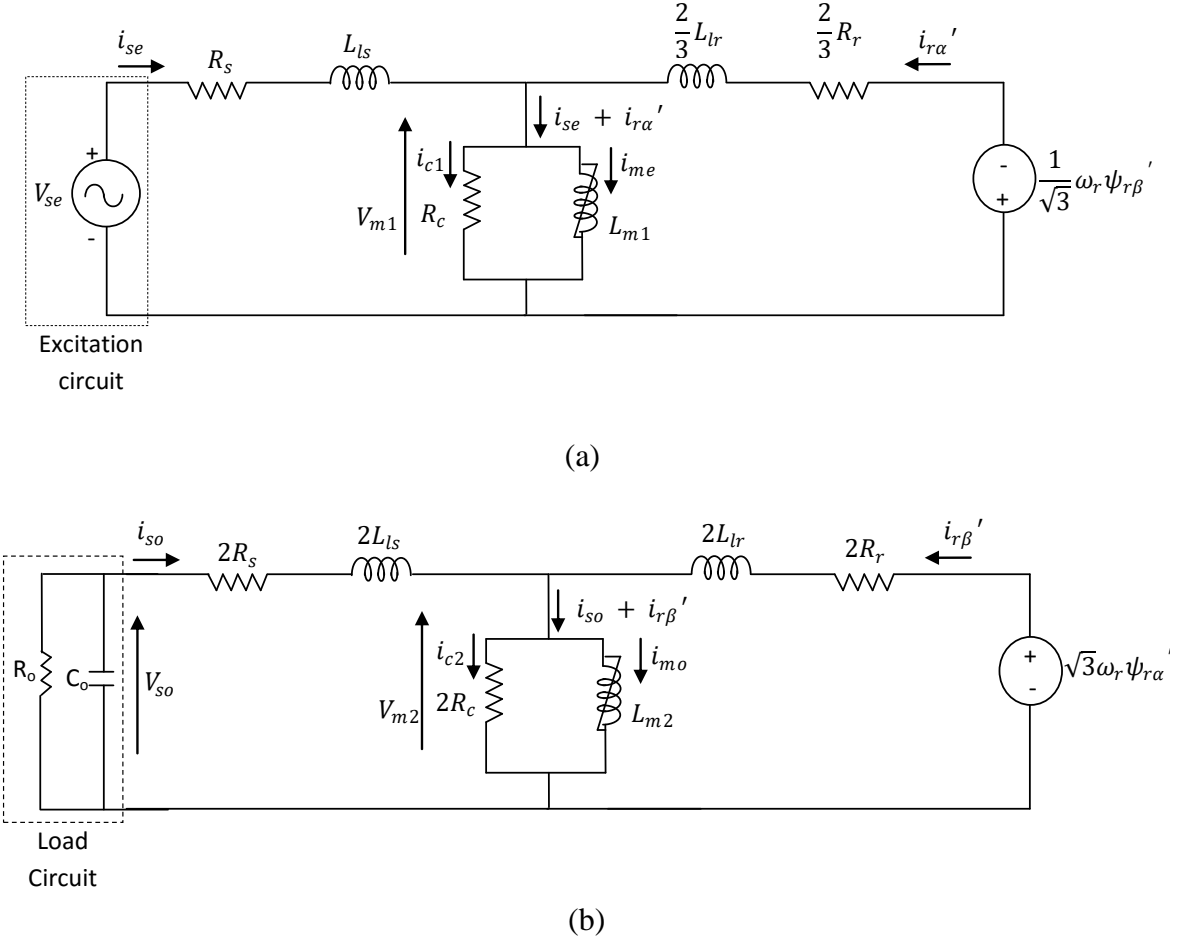 (a)
i_se
R_s
L_ls
2/3 L_lr
2/3 R_r
i_rα′
i_se + i_rα′
+
V_se
-
i_c1
i_me
V_m1
R_c
L_m1
-
+
1/√3 ω_r ψ_rβ′
Excitation
circuit
(a)
i_so
2R_s
2L_ls
2L_lr
2R_r
i_rβ′
i_so + i_rβ′
R_o
C_o
V_so
i_c2
i_mo
V_m2
2R_c
L_m2
+
-
√3 ω_r ψ_rα′
Load
Circuit
(b)